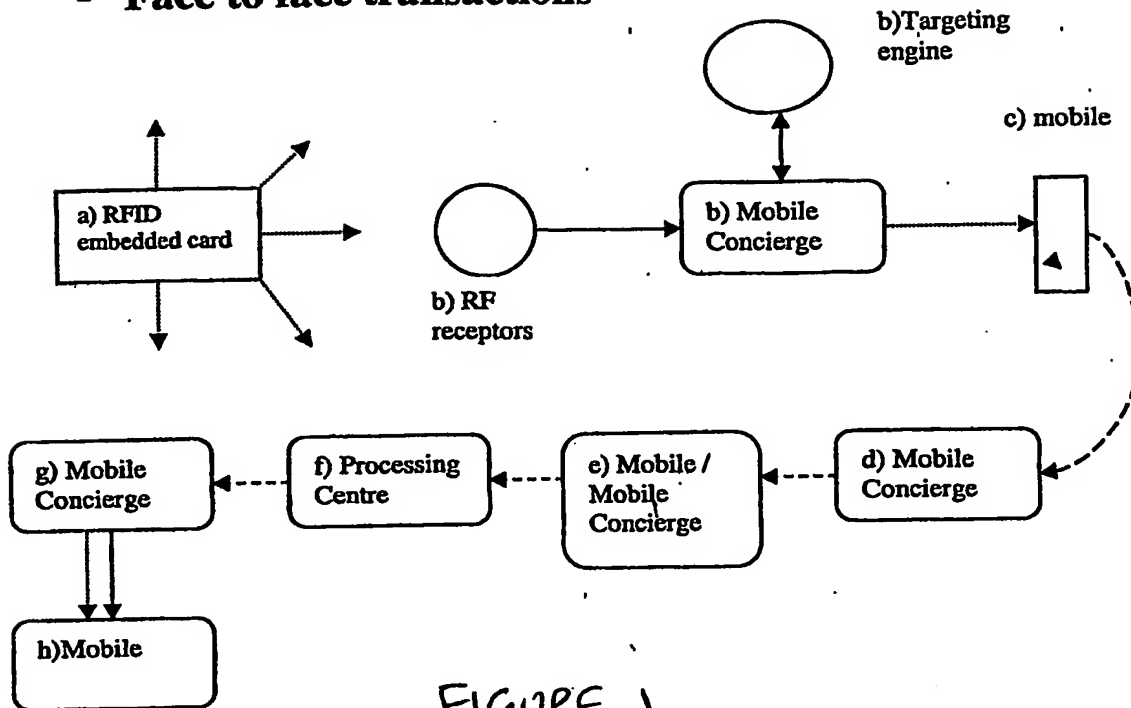 - Face to face transactions
b)Targeting
engine
c) mobile
a) RFID
embedded card
b) Mobile
Concierge
b) RF
receptors
g) Mobile
Concierge
f) Processing
Centre
e) Mobile /
Mobile
Concierge
d) Mobile
Concierge
h)Mobile
FIGURE 1